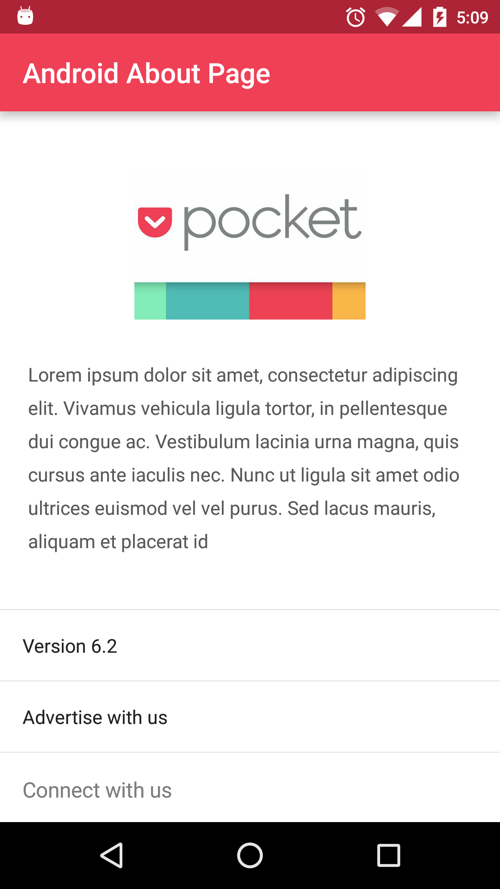 5:09
Android About Page
pocket
Lorem ipsum dolor sit amet, consectetur adipiscing
elit. Vivamus vehicula ligula tortor, in pellentesque
dui congue ac. Vestibulum lacinia urna magna, quis
cursus ante iaculis nec. Nunc ut ligula sit amet odio
ultrices euismod vel vel purus. Sed lacus mauris,
aliquam et placerat id
Version 6.2
Advertise with us
Connect with us